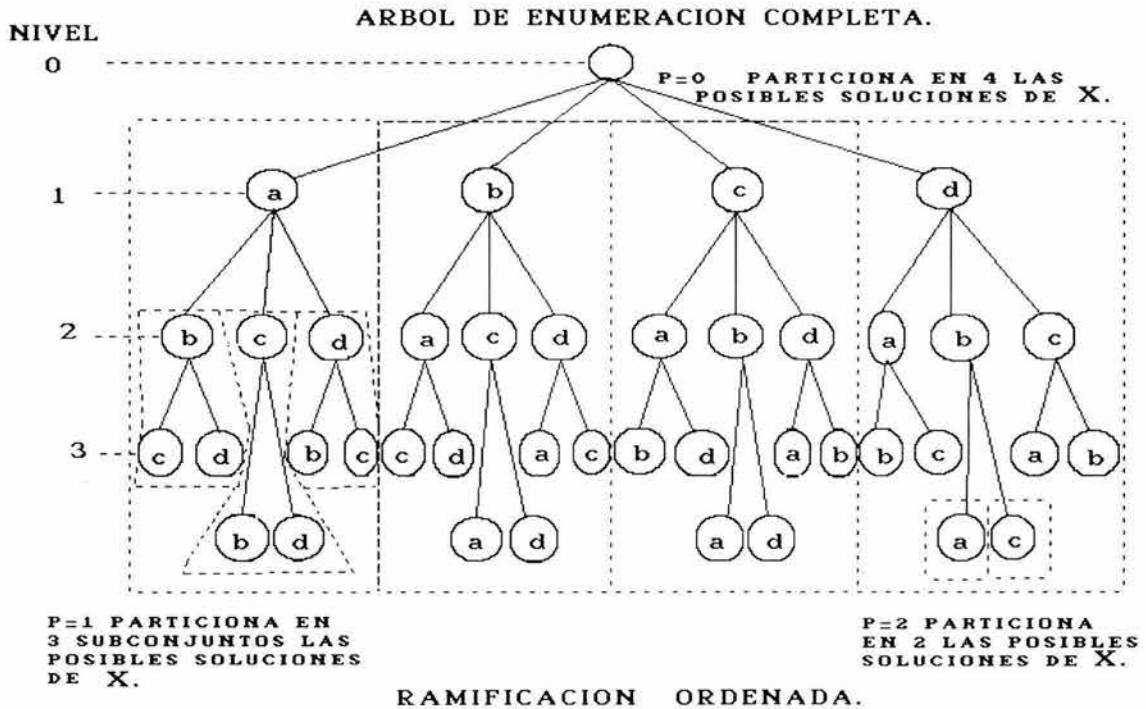 ARBOL DE ENUMERACION COMPLETA.
NIVEL
0
P=0 PARTICIONA EN 4 LAS
POSIBLES SOLUCIONES DE X.
1
a b c d
2
b c d a c d a b d a b c
3
c d b c c d a c b d a b b c a b
b d a d a d a c
P=1 PARTICIONA EN
3 SUBCONJUNTOS LAS
POSIBLES SOLUCIONES
DE X.
P=2 PARTICIONA
EN 2 LAS POSIBLES
SOLUCIONES DE X.
RAMIFICACION ORDENADA.